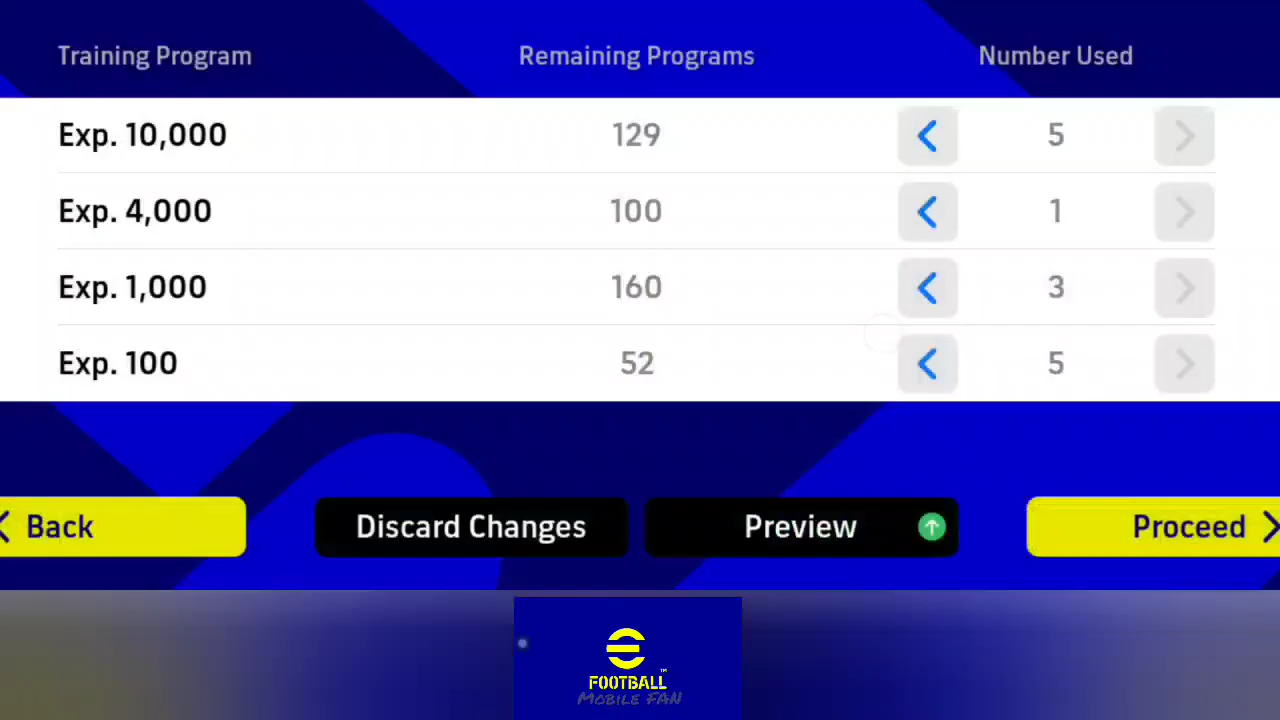 Training Program Remaining Programs Number Used
Exp. 10,000 129 5
Exp. 4,000 100 1
Exp. 1,000 160 3
Exp. 100 52 5
Back Discard Changes Preview Proceed
FOOTBALL™
MOBILE FAN